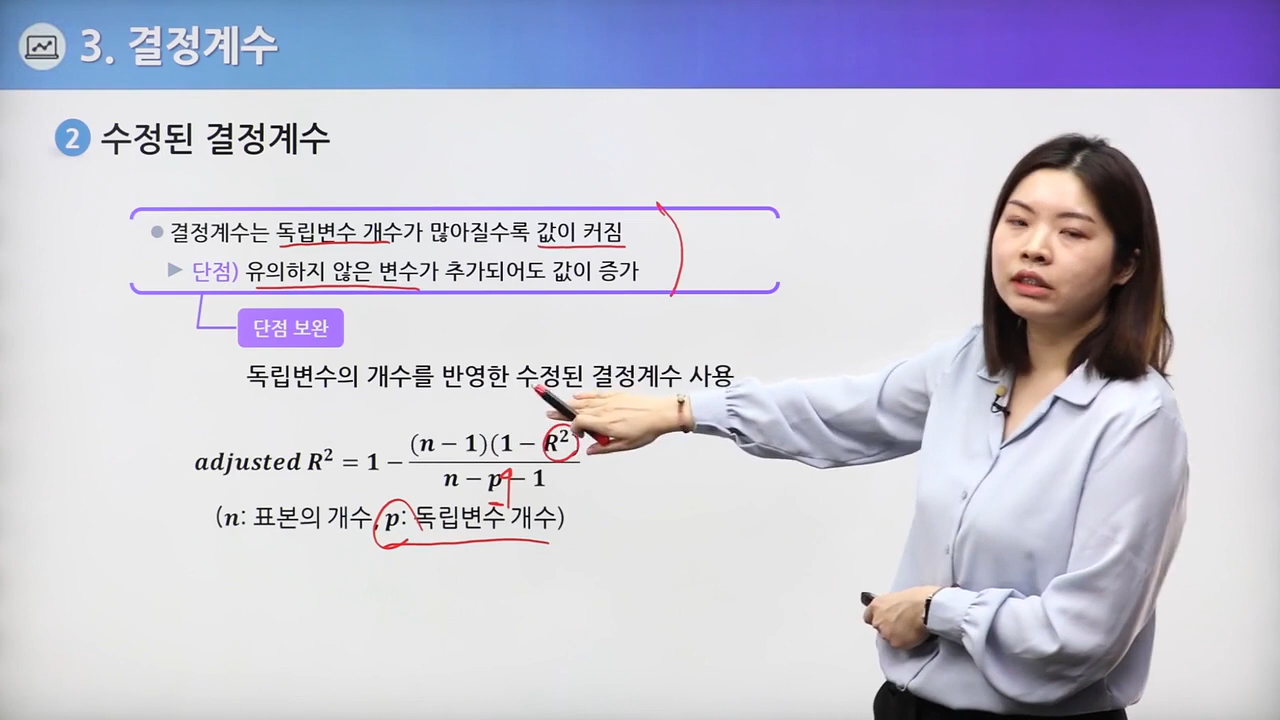 3. 결정계수
2 수정된 결정계수
결정계수는 독립변수 개수가 많아질수록 값이 커짐
단점) 유의하지 않은 변수가 추가되어도 값이 증가
단점 보완
독립변수의 개수를 반영한 수정된 결정계수 사용
adjusted R² = 1 − (n − 1)(1 − R²) / n − p − 1
(n: 표본의 개수, p: 독립변수 개수)